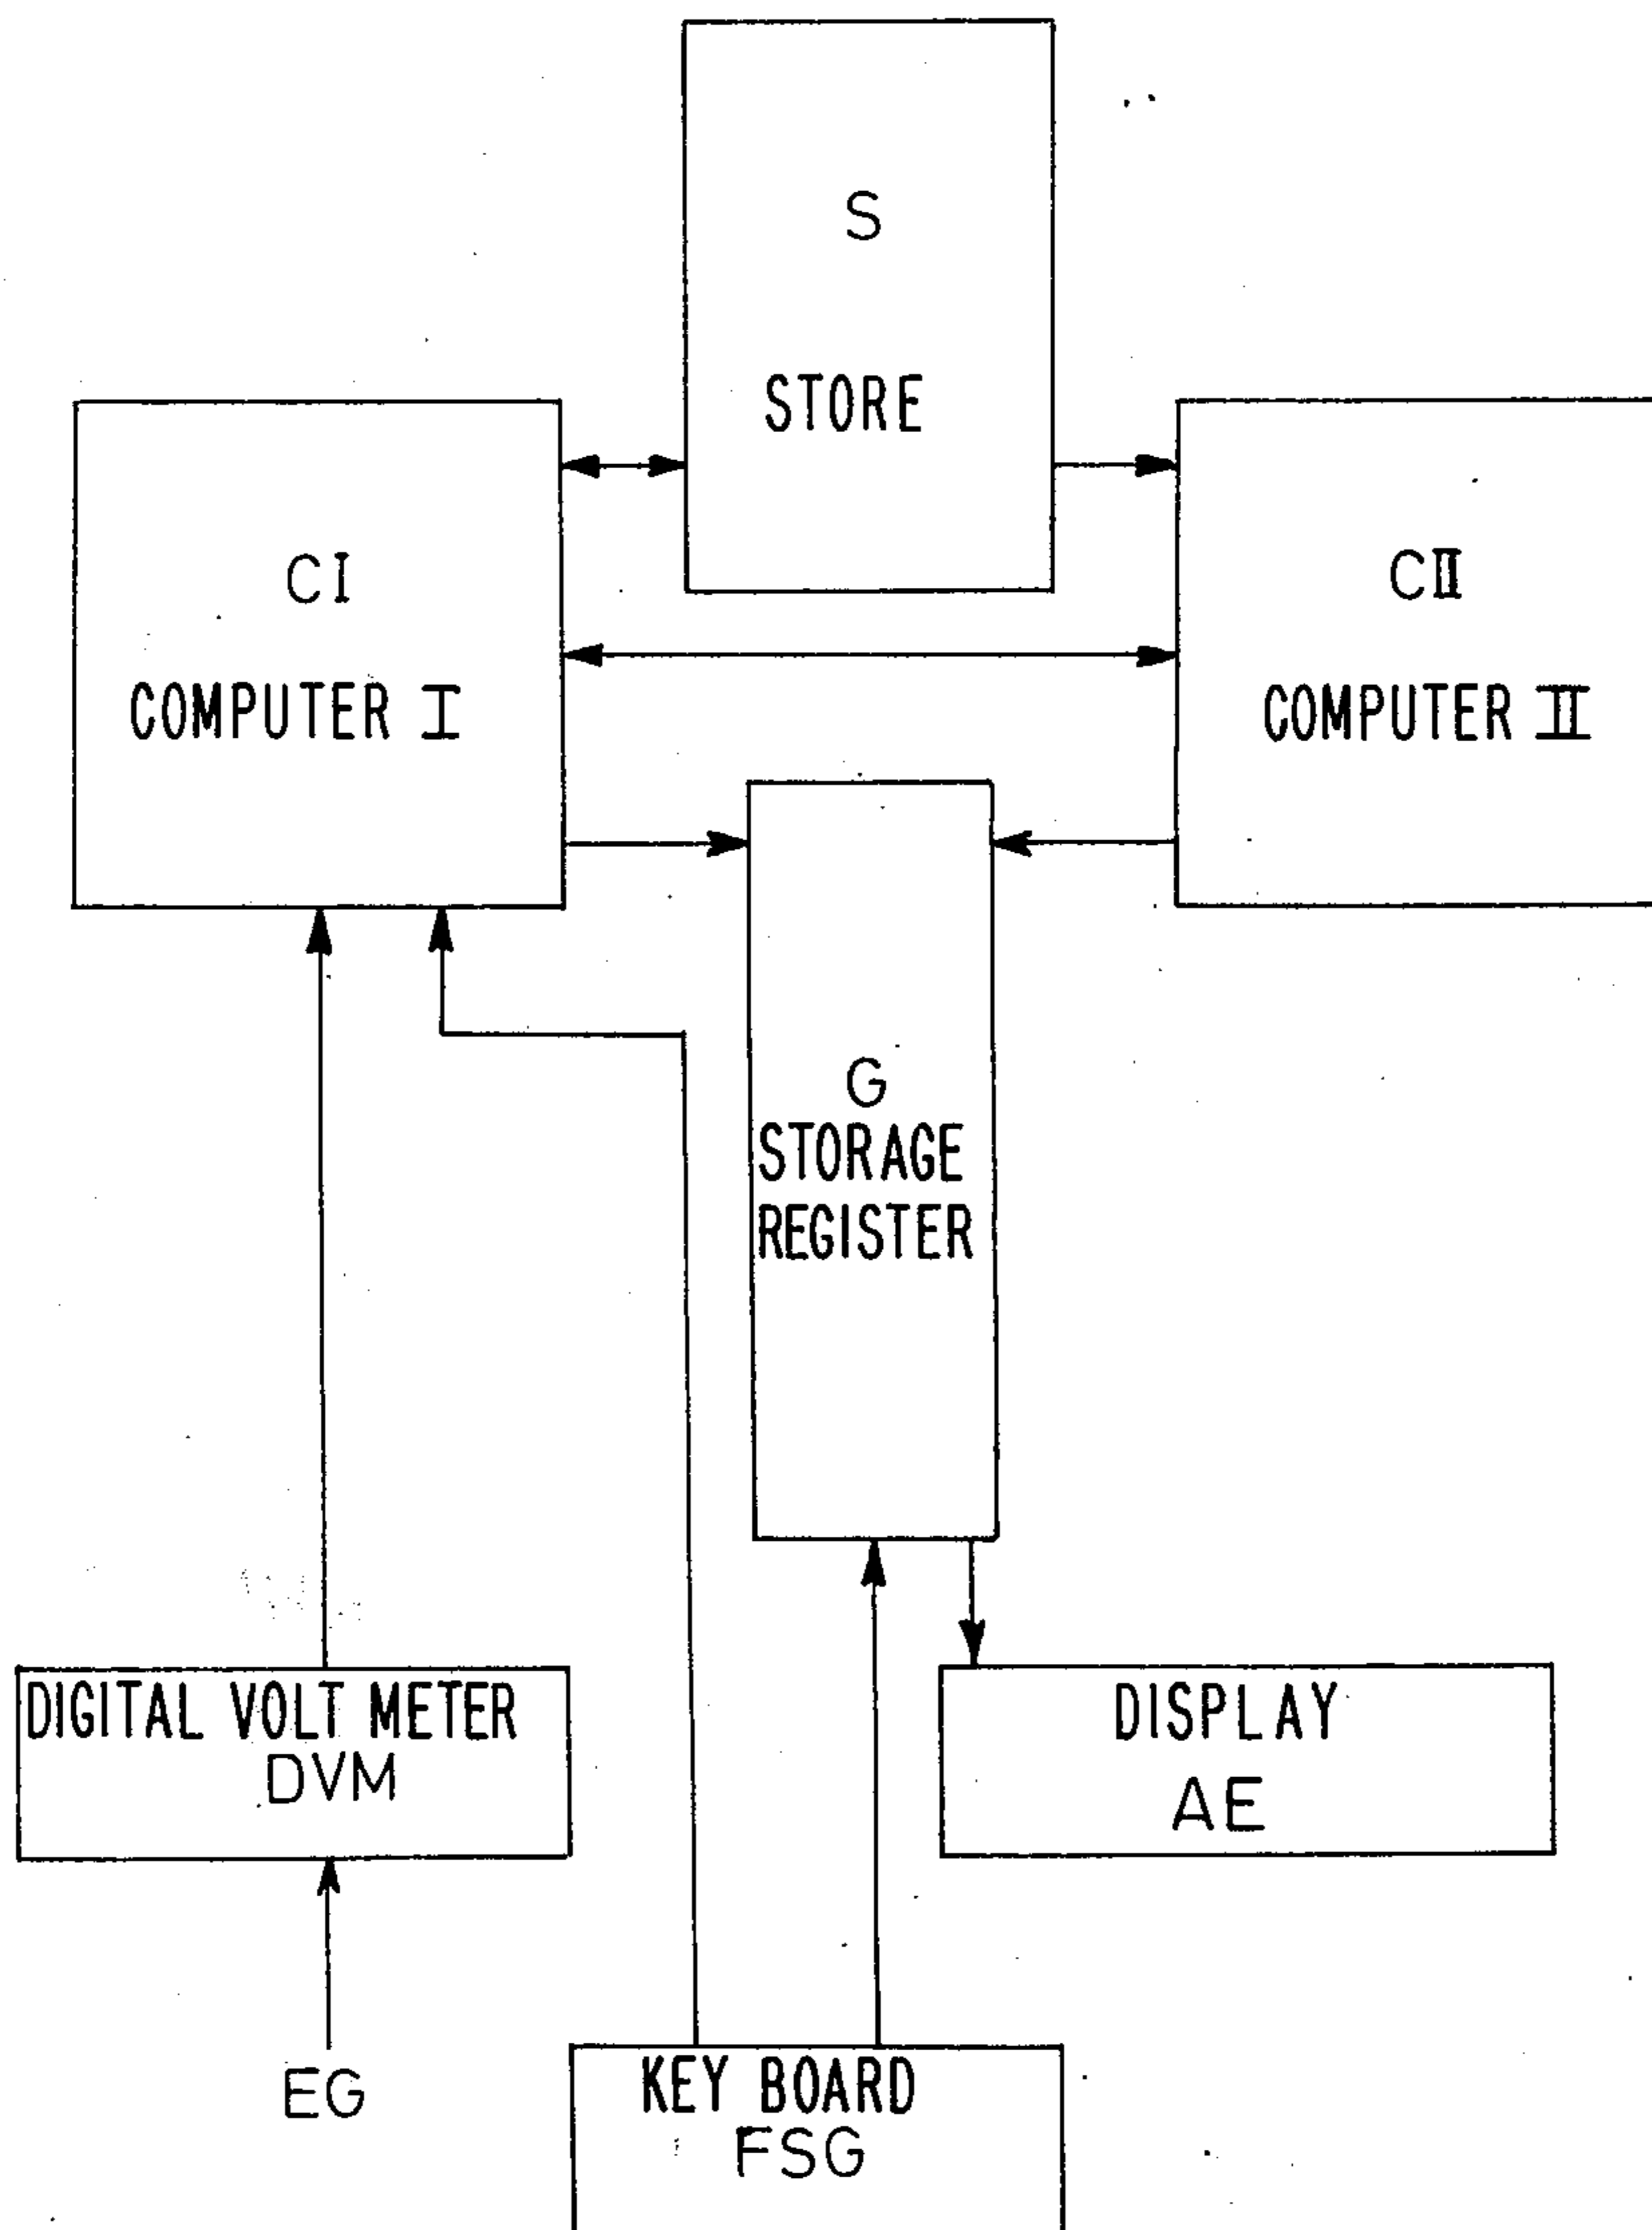 S
STORE
CI
COMPUTER I
CII
COMPUTER II
G
STORAGE
REGISTER
DIGITAL VOLT METER
DVM
DISPLAY
AE
EG
KEY BOARD
FSG